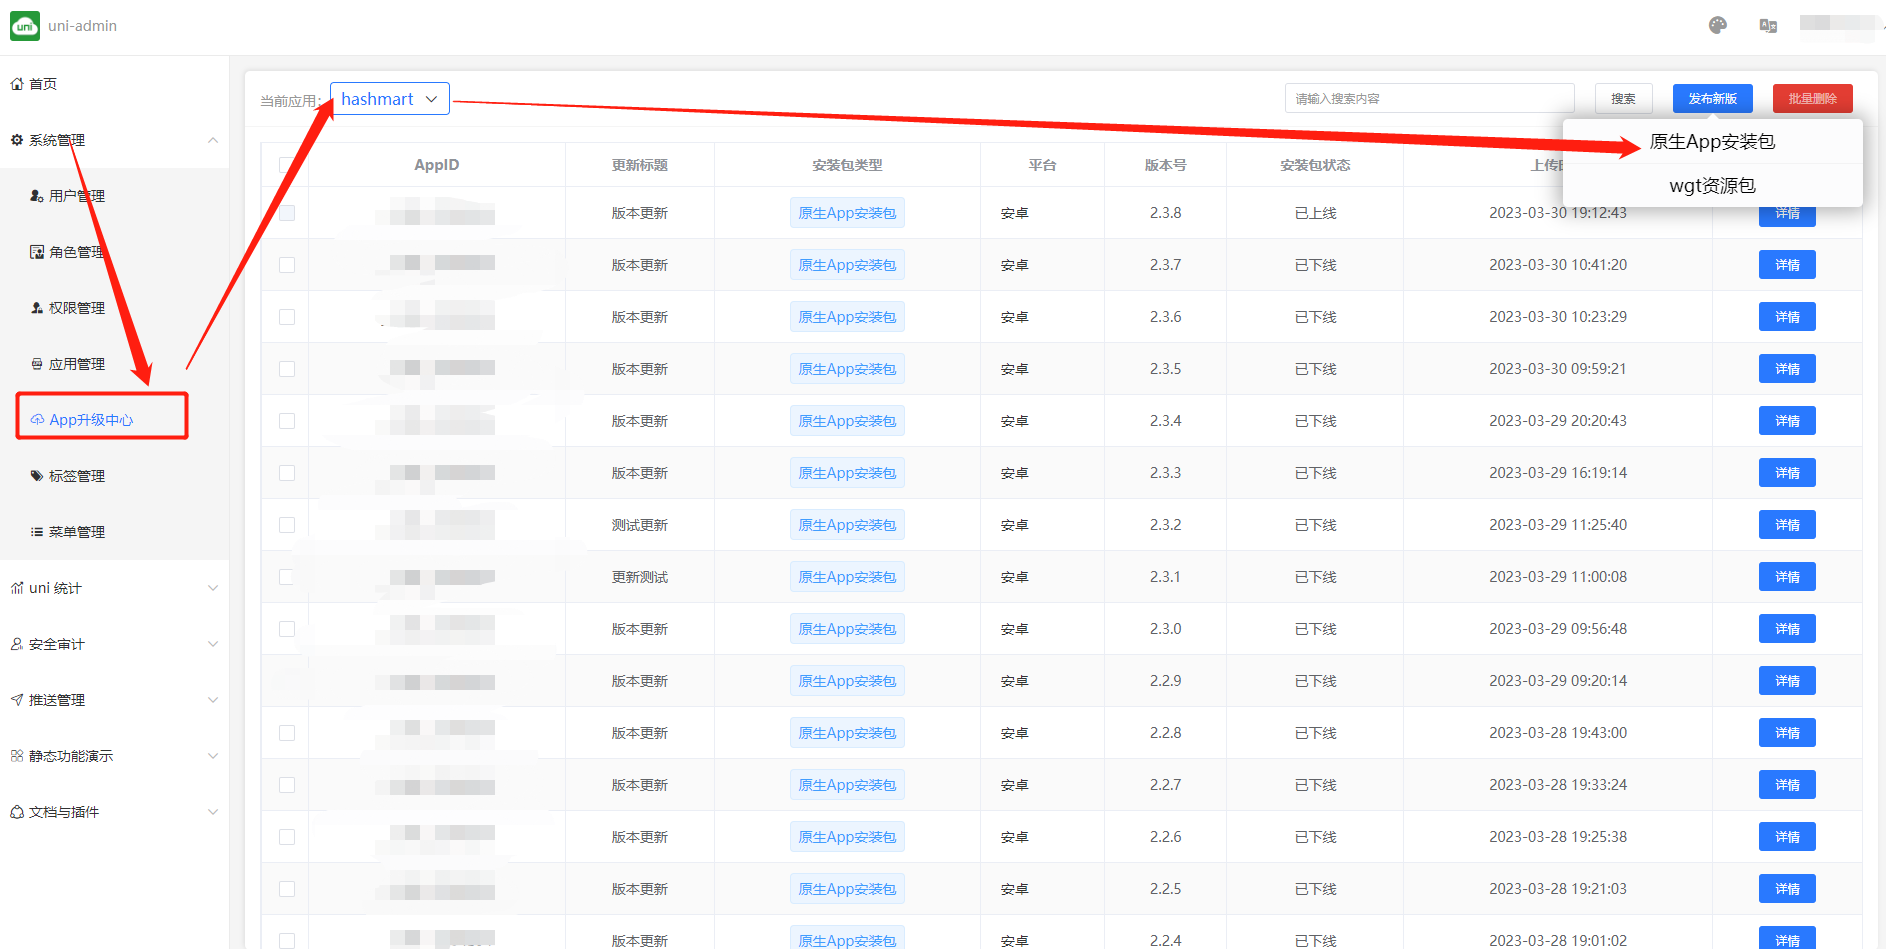 uni uni-admin
首页
系统管理
用户管理
角色管理
权限管理
应用管理
App升级中心
标签管理
菜单管理
uni 统计
安全审计
推送管理
静态功能演示
文档与插件
当前应用: hashmart 请输入搜索内容 搜索 发布新版 批量删除
原生App安装包
wgt资源包
AppID 更新标题 安装包类型 平台 版本号 安装包状态 上传
版本更新 原生App安装包 安卓 2.3.8 已上线 2023-03-30 19:12:43 详情
版本更新 原生App安装包 安卓 2.3.7 已下线 2023-03-30 10:41:20 详情
版本更新 原生App安装包 安卓 2.3.6 已下线 2023-03-30 10:23:29 详情
版本更新 原生App安装包 安卓 2.3.5 已下线 2023-03-30 09:59:21 详情
版本更新 原生App安装包 安卓 2.3.4 已下线 2023-03-29 20:20:43 详情
版本更新 原生App安装包 安卓 2.3.3 已下线 2023-03-29 16:19:14 详情
测试更新 原生App安装包 安卓 2.3.2 已下线 2023-03-29 11:25:40 详情
更新测试 原生App安装包 安卓 2.3.1 已下线 2023-03-29 11:00:08 详情
版本更新 原生App安装包 安卓 2.3.0 已下线 2023-03-29 09:56:48 详情
版本更新 原生App安装包 安卓 2.2.9 已下线 2023-03-29 09:20:14 详情
版本更新 原生App安装包 安卓 2.2.8 已下线 2023-03-28 19:43:00 详情
版本更新 原生App安装包 安卓 2.2.7 已下线 2023-03-28 19:33:24 详情
版本更新 原生App安装包 安卓 2.2.6 已下线 2023-03-28 19:25:38 详情
版本更新 原生App安装包 安卓 2.2.5 已下线 2023-03-28 19:21:03 详情
版本更新 原生App安装包 安卓 2.2.4 已下线 2023-03-28 19:01:02 详情